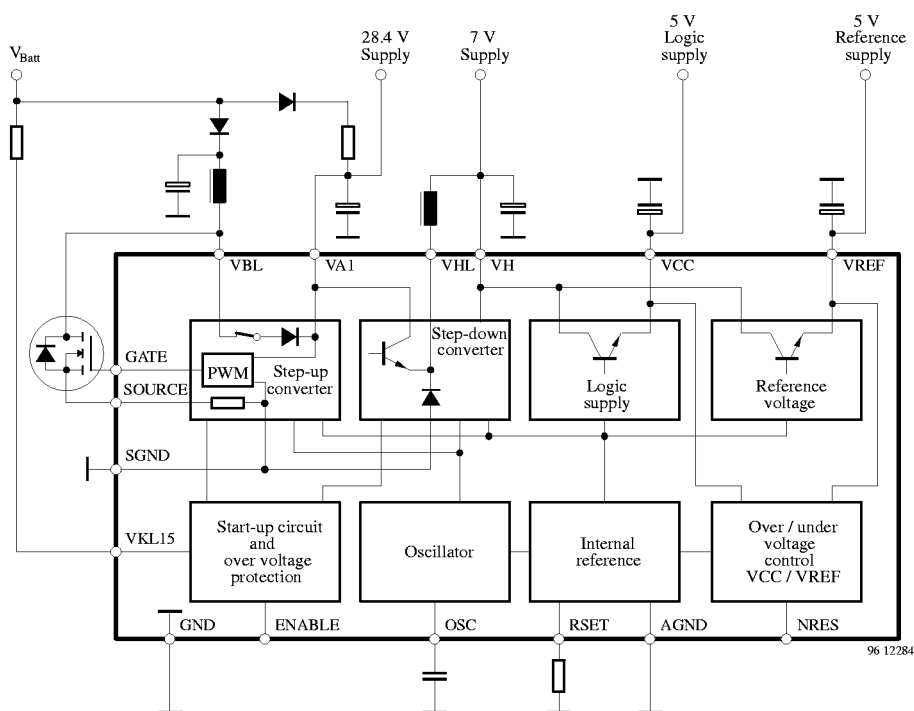 V Batt
28.4 V
Supply
7 V
Supply
5 V
Logic
supply
5 V
Reference
supply
VBL
VA1
VHL
VH
VCC
VREF
GATE
SOURCE
SGND
VKL15
PWM
Step-up
converter
Step-down
converter
Logic
supply
Reference
voltage
Start-up circuit
and
over voltage
protection
Oscillator
Internal
reference
Over / under
voltage
control
VCC / VREF
GND
ENABLE
OSC
RSET
AGND
NRES
96 12284